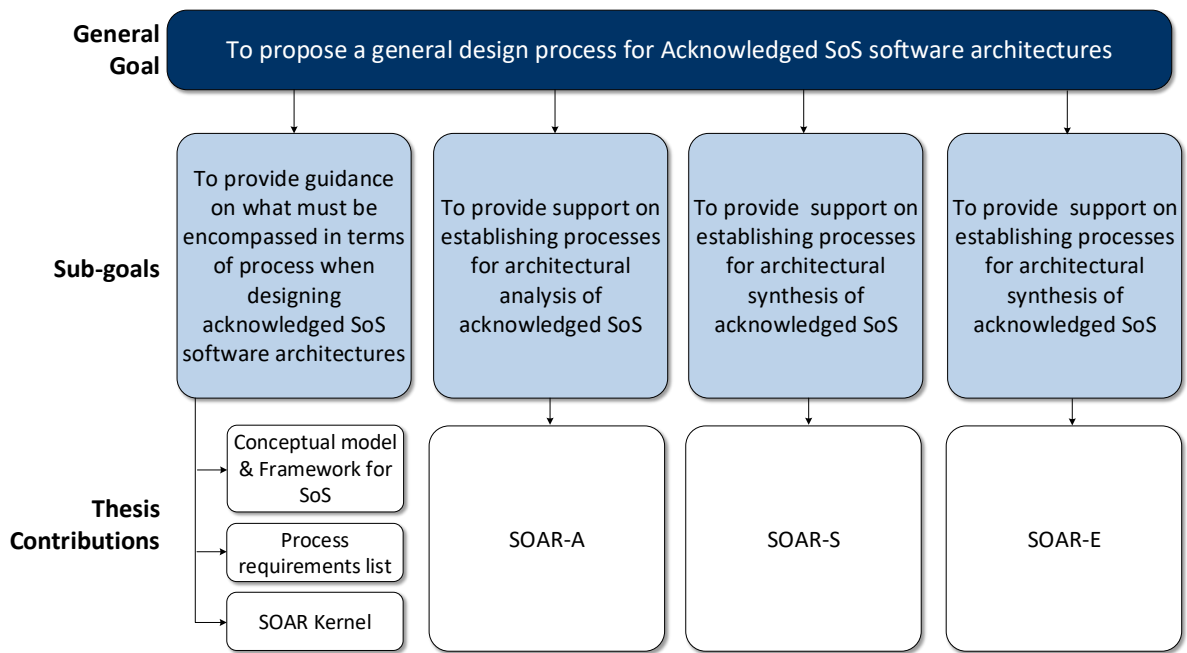 General
Goal
To propose a general design process for Acknowledged SoS software architectures
Sub-goals
To provide guidance
on what must be
encompassed in terms
of process when
designing
acknowledged SoS
software architectures
To provide support on
establishing processes
for architectural
analysis of
acknowledged SoS
To provide support on
establishing processes
for architectural
synthesis of
acknowledged SoS
To provide support on
establishing processes
for architectural
synthesis of
acknowledged SoS
Thesis
Contributions
Conceptual model
& Framework for
SoS
Process
requirements list
SOAR Kernel
SOAR-A
SOAR-S
SOAR-E